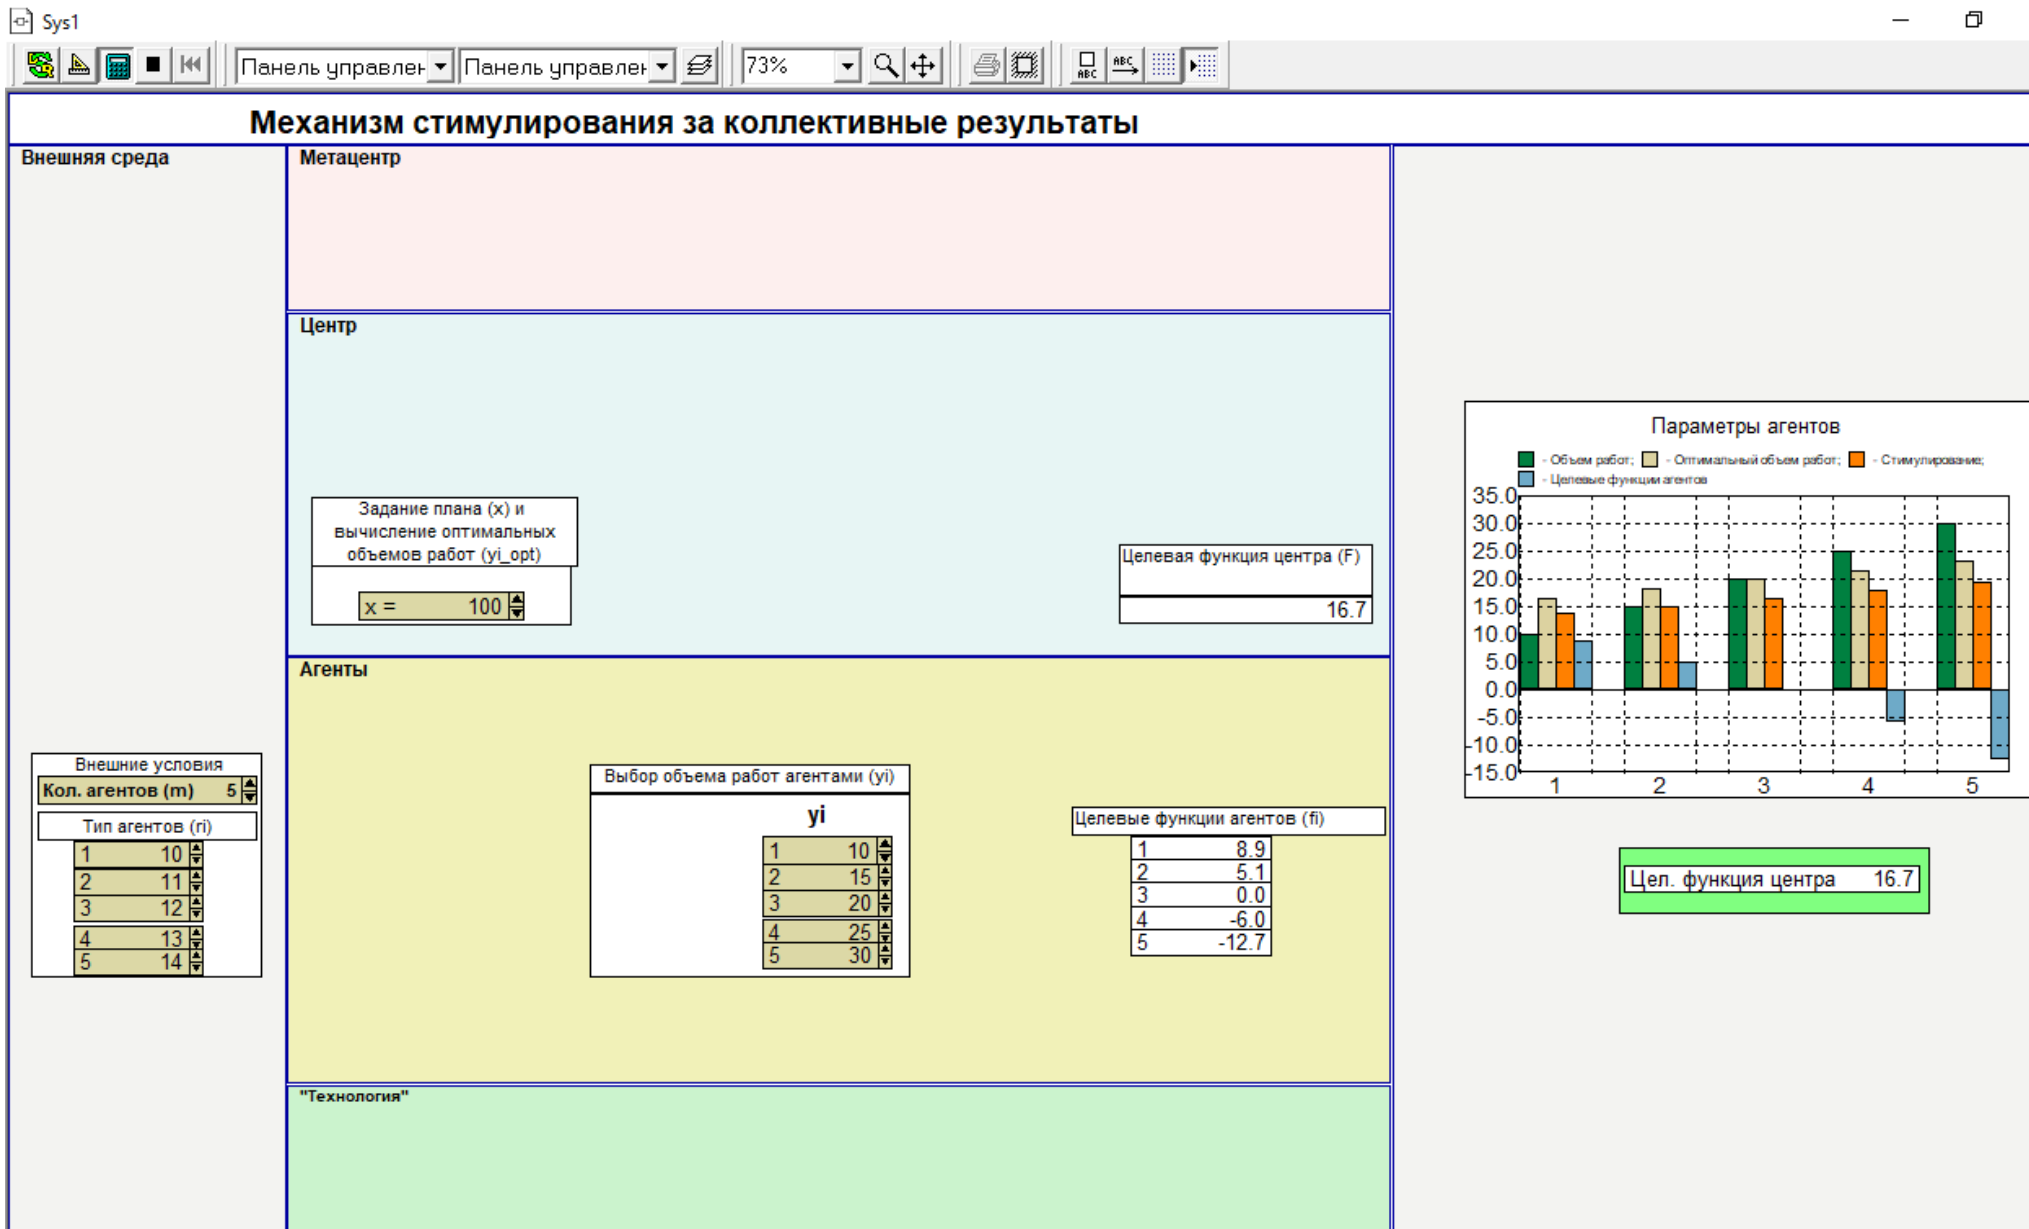 Sys1
Панель управлен Панель управлен 73%
ABC ABC
Механизм стимулирования за коллективные результаты
Внешняя среда
Метацентр
Центр
Задание плана (x) и
вычисление оптимальных
объемов работ (yi_opt)
x = 100
Целевая функция центра (F)
16.7
Агенты
Внешние условия
Кол. агентов (m) 5
Тип агентов (ri)
1 10
2 11
3 12
4 13
5 14
Выбор объема работ агентами (yi)
yi
1 10
2 15
3 20
4 25
5 30
Целевые функции агентов (fi)
1 8.9
2 5.1
3 0.0
4 -6.0
5 -12.7
"Технология"
Параметры агентов
- Объем работ; - Оптимальный объем работ; - Стимулирование;
- Целевые функции агентов
35.0
30.0
25.0
20.0
15.0
10.0
5.0
0.0
-5.0
-10.0
-15.0
1 2 3 4 5
Цел. функция центра 16.7